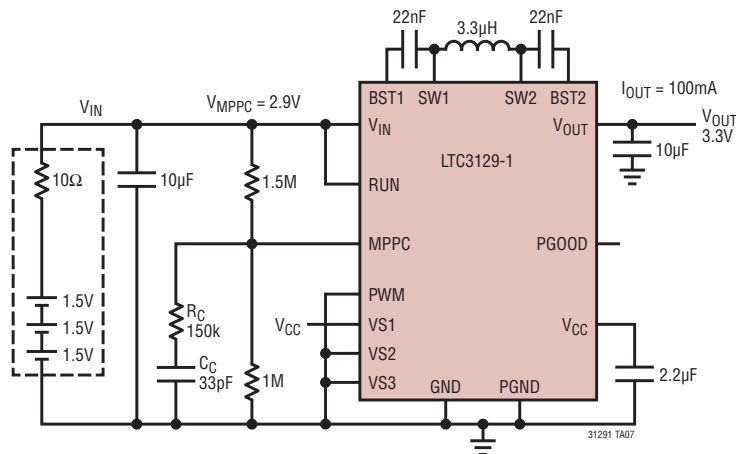 22nF
3.3µH
22nF
BST1 SW1 SW2 BST2
I_OUT = 100mA
V_IN
V_MPPC = 2.9V
V_IN
V_OUT
V_OUT
3.3V
10Ω
10µF
1.5M
RUN
LTC3129-1
10µF
MPPC
PGOOD
1.5V
1.5V
1.5V
R_C
150k
PWM
V_CC
VS1
V_CC
C_C
33pF
1M
VS2
VS3
GND
PGND
2.2µF
31291 TA07